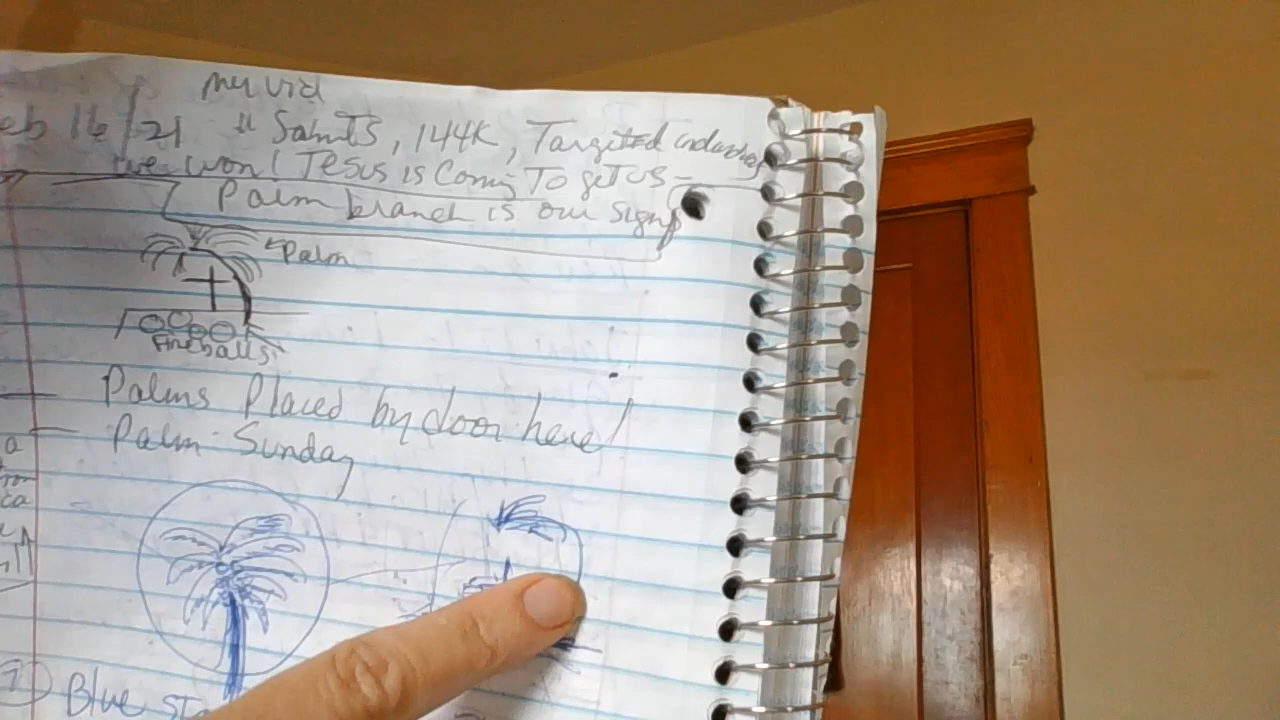 my vid
eb 16/21 " Saints, 144K, Targeted
we won! Jesus is Coming To get us -
Palm branch is our sign
Palm
Fireballs
Palms Placed by door here!
Palm Sunday
a
ca
Blue